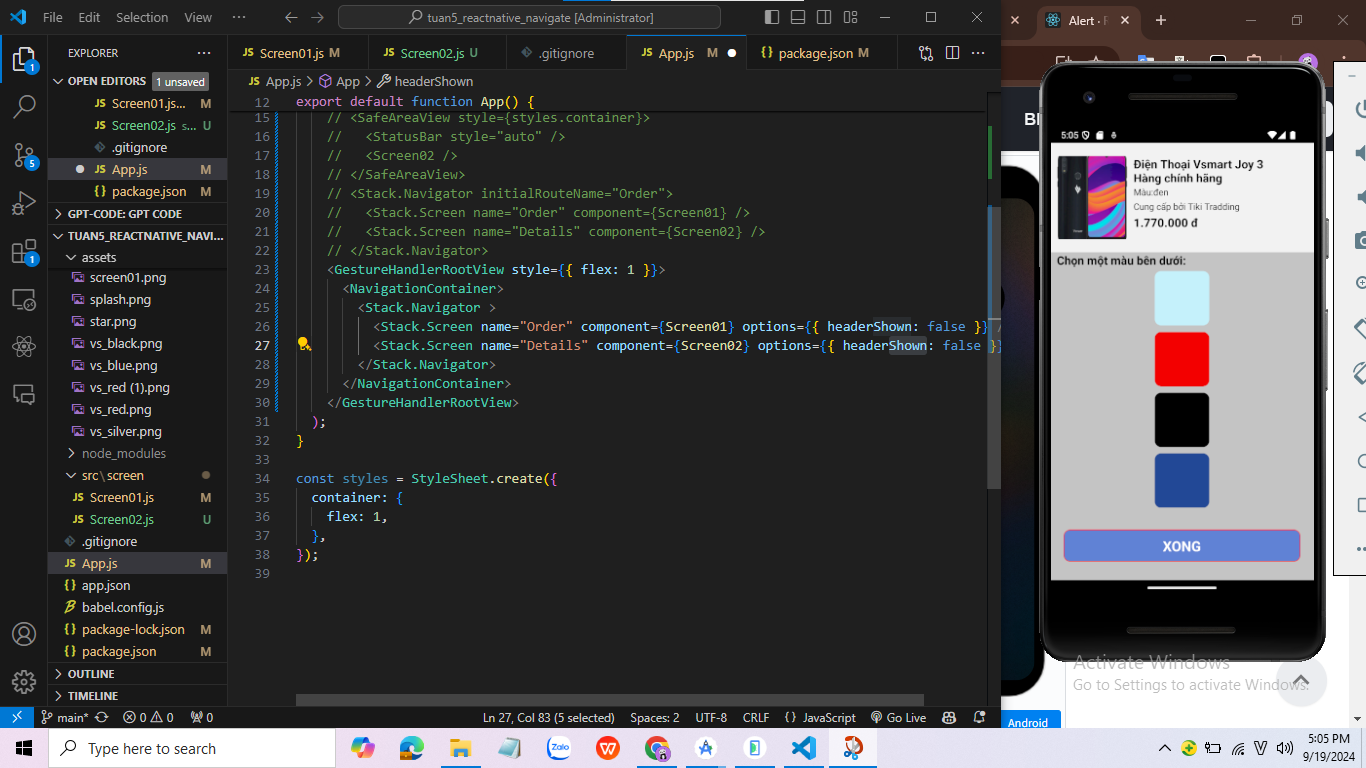 File Edit Selection View ··· tuan5_reactnative_navigate [Administrator]
EXPLORER ···
OPEN EDITORS 1 unsaved
JS Screen01.js... M
JS Screen02.js s... U
.gitignore
JS App.js M
{} package.json M
GPT-CODE: GPT CODE
TUAN5_REACTNATIVE_NAVI...
assets
screen01.png
splash.png
star.png
vs_black.png
vs_blue.png
vs_red (1).png
vs_red.png
vs_silver.png
node_modules
src\screen
JS Screen01.js M
JS Screen02.js U
.gitignore
JS App.js M
{} app.json
babel.config.js
{} package-lock.json M
{} package.json M
OUTLINE
TIMELINE
1
5
1
JS Screen01.js M JS Screen02.js U .gitignore JS App.js M {} package.json M ···
JS App.js > App > headerShown
12 export default function App() {
15 // <SafeAreaView style={styles.container}>
16 // <StatusBar style="auto" />
17 // <Screen02 />
18 // </SafeAreaView>
19 // <Stack.Navigator initialRouteName="Order">
20 // <Stack.Screen name="Order" component={Screen01} />
21 // <Stack.Screen name="Details" component={Screen02} />
22 // </Stack.Navigator>
23 <GestureHandlerRootView style={{ flex: 1 }}>
24 <NavigationContainer>
25 <Stack.Navigator >
26 <Stack.Screen name="Order" component={Screen01} options={{ headerShown: false }} /
27 <Stack.Screen name="Details" component={Screen02} options={{ headerShown: false }}
28 </Stack.Navigator>
29 </NavigationContainer>
30 </GestureHandlerRootView>
31 );
32 }
33
34 const styles = StyleSheet.create({
35 container: {
36 flex: 1,
37 },
38 });
39
main* 0 0 0 Ln 27, Col 83 (5 selected) Spaces: 2 UTF-8 CRLF {} JavaScript Go Live
Alert ·
5:05
Điện Thoại Vsmart Joy 3
Hàng chính hãng
Màu:đen
Cung cấp bởi Tiki Tradding
1.770.000 đ
Chọn một màu bên dưới:
XONG
Activate Windows
Go to Settings to activate Windows.
Android
Type here to search
Zalo
5:05 PM
9/19/2024